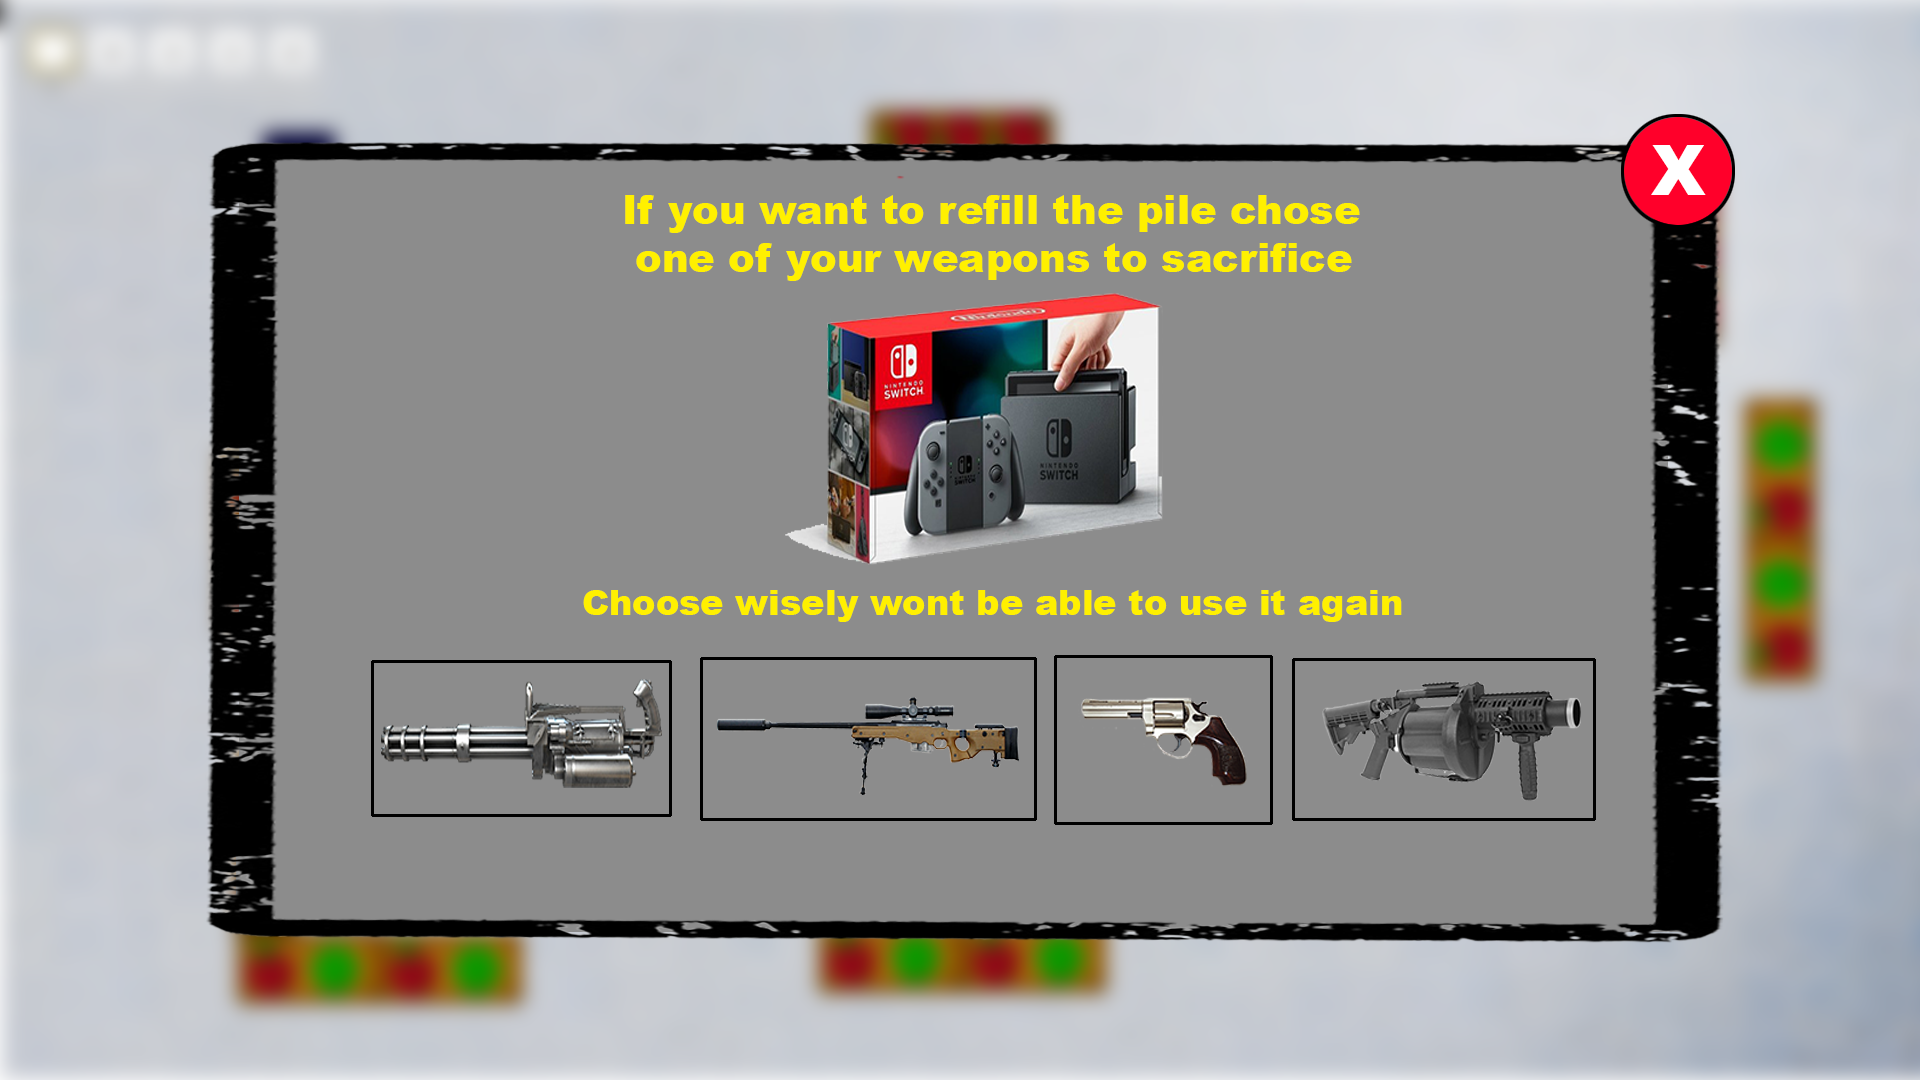 X
If you want to refill the pile chose
one of your weapons to sacrifice
Nintendo
NINTENDO
SWITCH
NINTENDO
SWITCH
Choose wisely wont be able to use it again